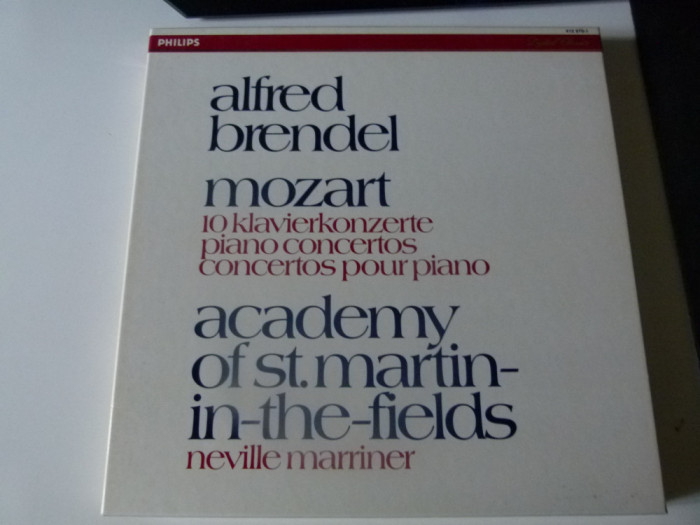 PHILIPS
alfred
brendel
mozart
10 klavierkonzerte
piano concertos
concertos pour piano
academy
of st. martin-
in-the-fields
neville marriner